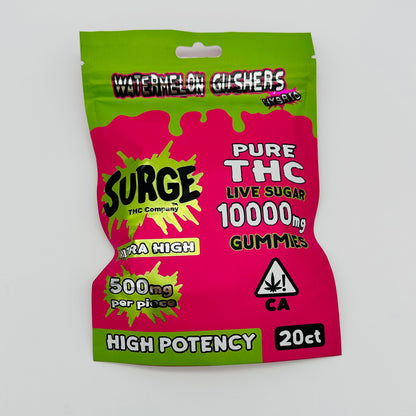 WATERMELON GUSHERS
HYBRID
SURGE
THC Company
PURE
THC
LIVE SUGAR
10000mg
GUMMIES
HIGH
500mg
per piece
CA
HIGH POTENCY
20ct